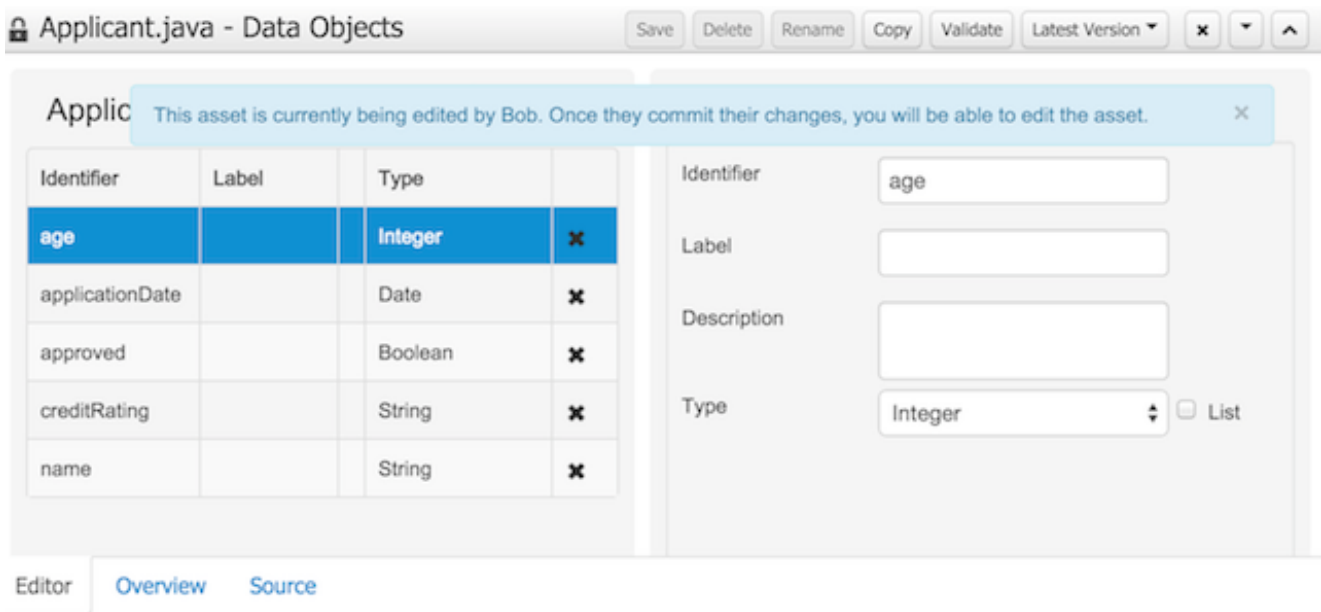 Applicant.java - Data Objects
Save Delete Rename Copy Validate Latest Version
Applic
This asset is currently being edited by Bob. Once they commit their changes, you will be able to edit the asset.
Identifier Label Type
age Integer
applicationDate Date
approved Boolean
creditRating String
name String
Identifier age
Label
Description
Type Integer List
Editor Overview Source